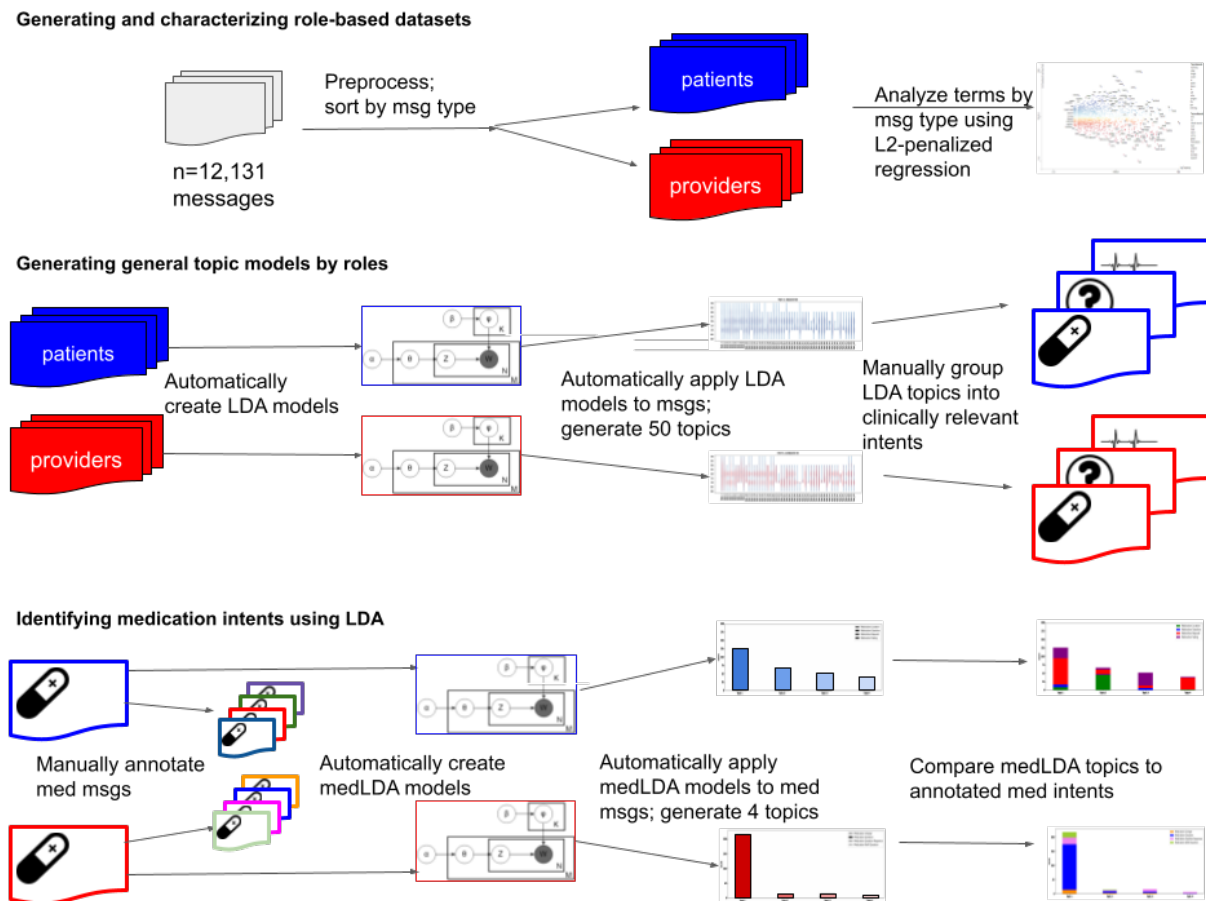 Generating and characterizing role-based datasets
Preprocess;
sort by msg type
n=12,131
messages
patients
providers
Analyze terms by
msg type using
L2-penalized
regression
Generating general topic models by roles
patients
providers
Automatically
create LDA models
β
φ
K
α
θ
Z
W
N
M
β
φ
K
α
θ
Z
W
N
M
Automatically apply LDA
models to msgs;
generate 50 topics
Manually group
LDA topics into
clinically relevant
intents
Identifying medication intents using LDA
Manually annotate
med msgs
Automatically create
medLDA models
β
φ
K
α
θ
Z
W
N
M
β
φ
K
α
θ
Z
W
N
M
Automatically apply
medLDA models to med
msgs; generate 4 topics
Compare medLDA topics to
annotated med intents